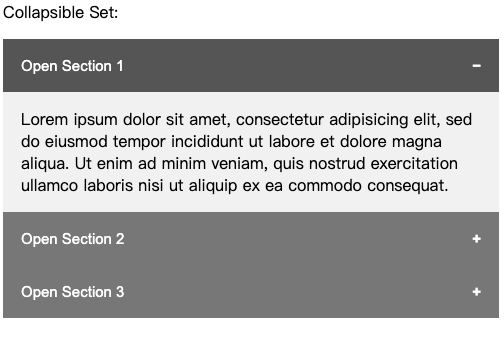 Collapsible Set:
Open Section 1 −
Lorem ipsum dolor sit amet, consectetur adipisicing elit, sed
do eiusmod tempor incididunt ut labore et dolore magna
aliqua. Ut enim ad minim veniam, quis nostrud exercitation
ullamco laboris nisi ut aliquip ex ea commodo consequat.
Open Section 2 +
Open Section 3 +